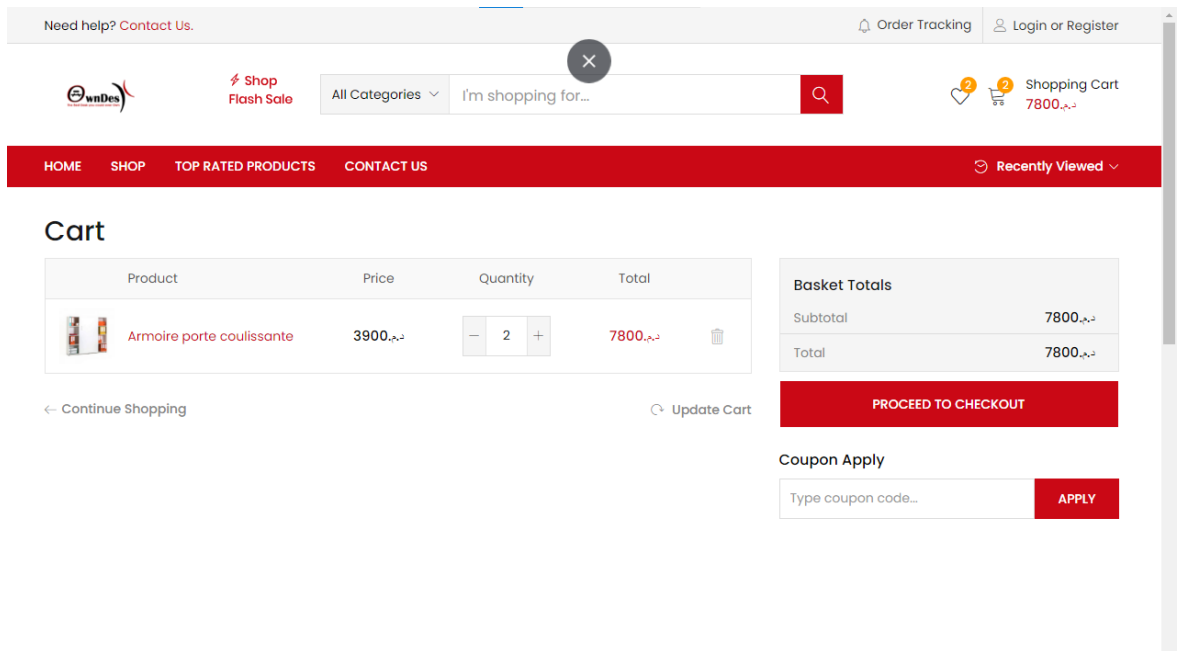 Need help? Contact Us.
Order Tracking
Login or Register
OwnDes
Shop
Flash Sale
All Categories
I'm shopping for...
2
2
Shopping Cart
7800.د.م.
HOME
SHOP
TOP RATED PRODUCTS
CONTACT US
Recently Viewed
Cart
Product
Price
Quantity
Total
Armoire porte coulissante
3900.د.م.
2
7800.د.م.
Continue Shopping
Update Cart
Basket Totals
Subtotal
7800.د.م.
Total
7800.د.م.
PROCEED TO CHECKOUT
Coupon Apply
Type coupon code...
APPLY